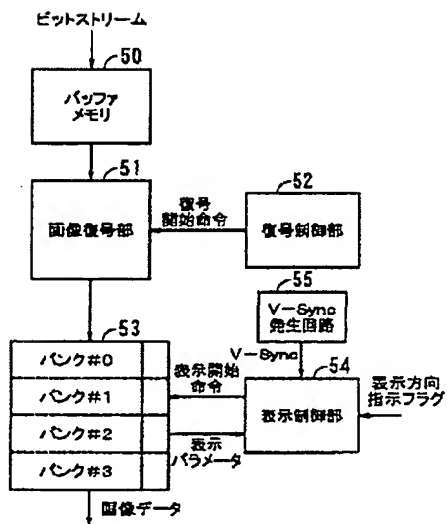 ビットストリーム
50
バッファ
メモリ
51
52
画像復号部
復号
開始命令
復号制御部
55
V-Sync
発生回路
53
V-Sync
54
バンク#0
バンク#1
バンク#2
バンク#3
表示開始
命令
表示
パラメータ
表示制御部
表示方向
指示フラグ
画像データ